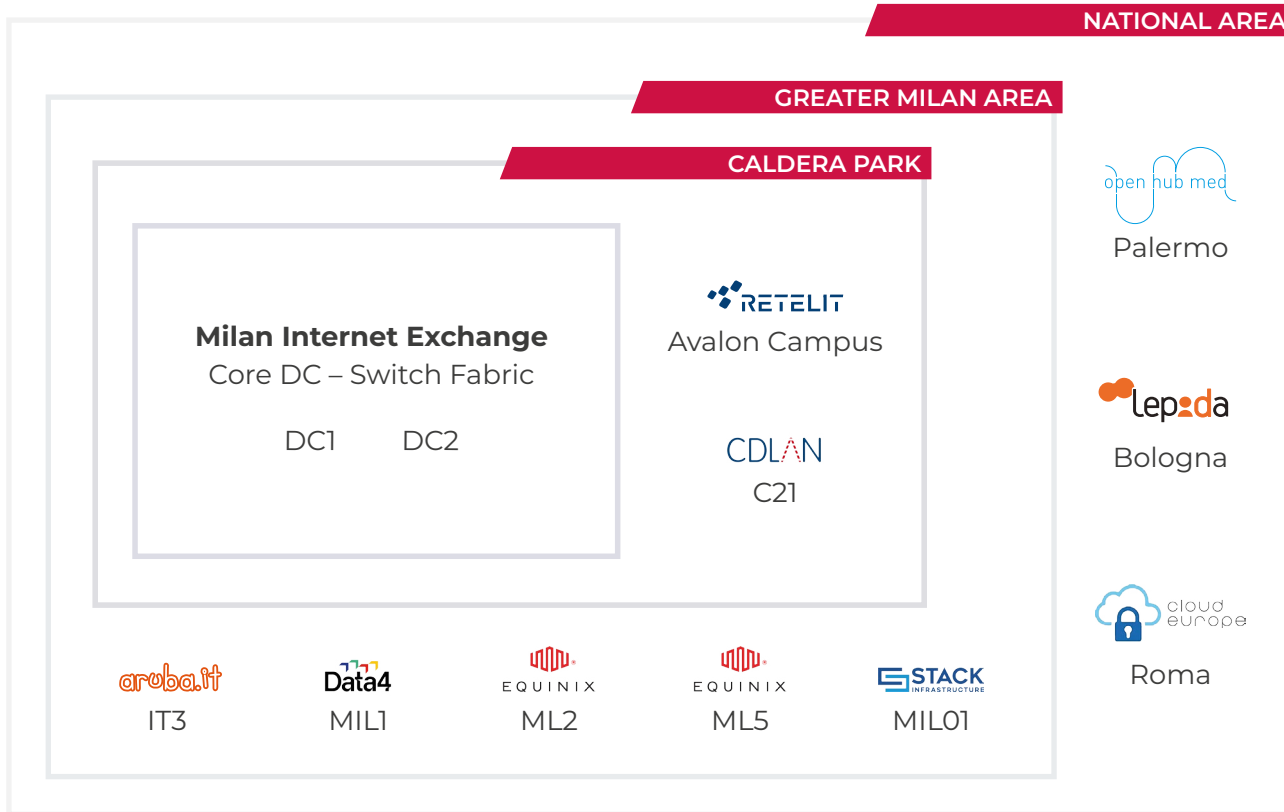 NATIONAL AREA
GREATER MILAN AREA
CALDERA PARK
Milan Internet Exchange
Core DC – Switch Fabric
DC1 DC2
RETELIT
Avalon Campus
CDLAN
C21
open hub med
Palermo
Lepida
Bologna
cloud
europe
Roma
aruba.it
IT3
Data4
MIL1
EQUINIX
ML2
EQUINIX
ML5
STACK
INFRASTRUCTURE
MIL01